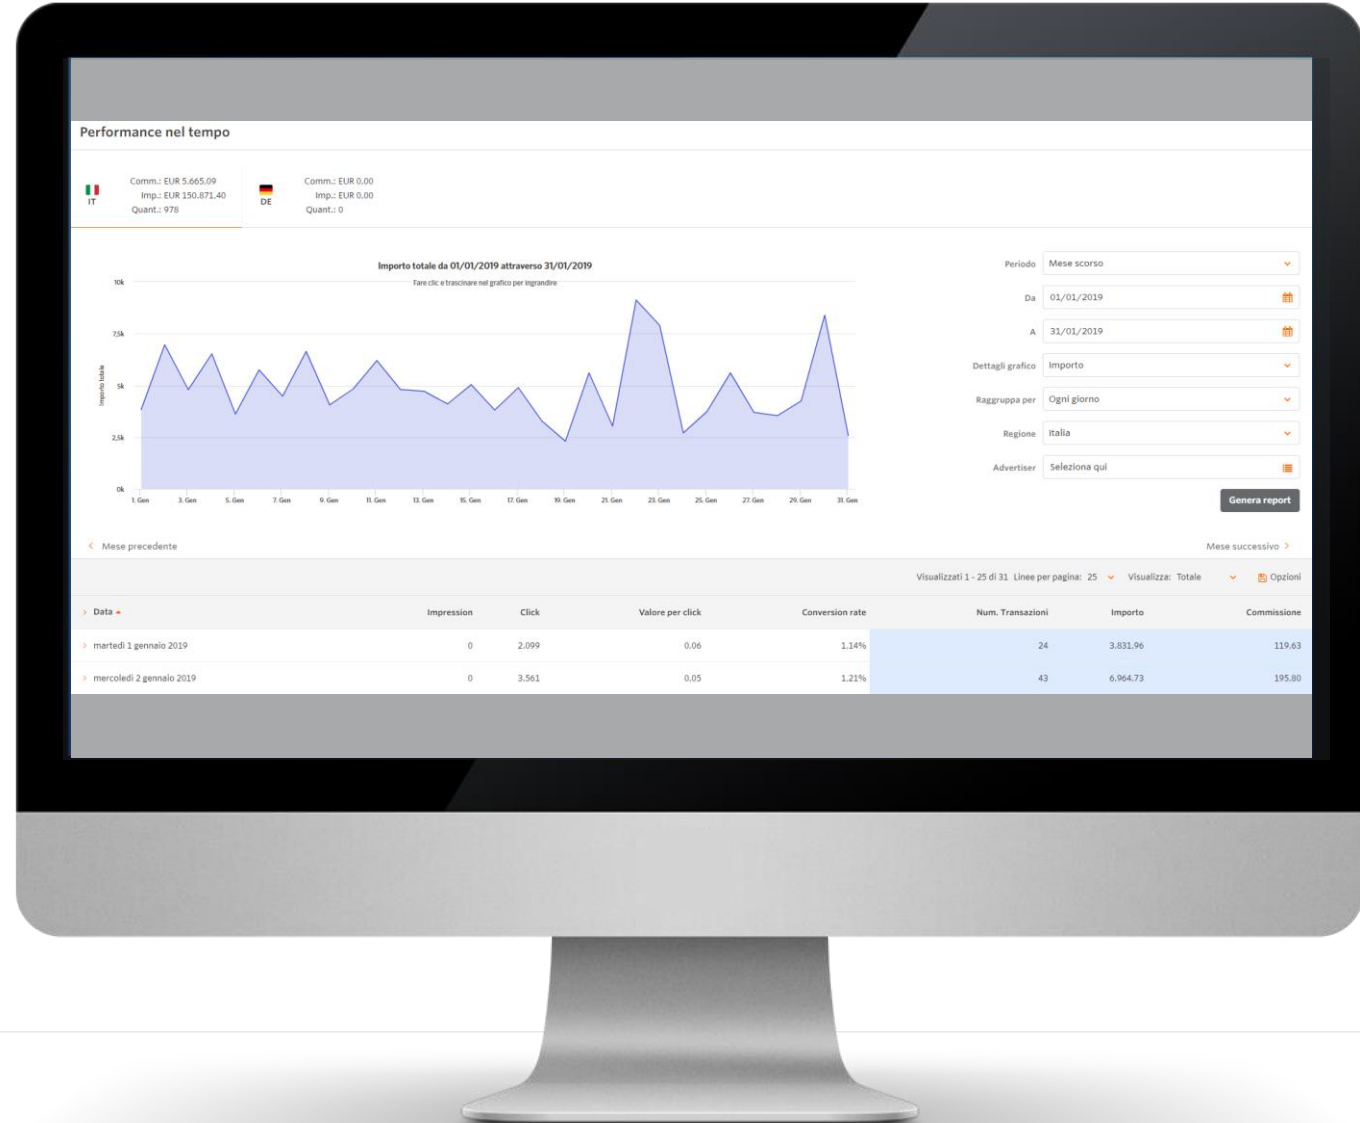 Performance nel tempo
IT
Comm.: EUR 5.665,09
Imp.: EUR 150.871,40
Quant.: 978
DE
Comm.: EUR 0,00
Imp.: EUR 0,00
Quant.: 0
Importo totale da 01/01/2019 attraverso 31/01/2019
Fare clic e trascinare nel grafico per ingrandire
Importo totale
10k
7,5k
5k
2,5k
0k
1. Gen 3. Gen 5. Gen 7. Gen 9. Gen 11. Gen 13. Gen 15. Gen 17. Gen 19. Gen 21. Gen 23. Gen 25. Gen 27. Gen 29. Gen 31. Gen
Periodo Mese scorso
Da 01/01/2019
A 31/01/2019
Dettagli grafico Importo
Raggruppa per Ogni giorno
Regione Italia
Advertiser Seleziona qui
Genera report
Mese precedente Mese successivo
Visualizzati 1 - 25 di 31 Linee per pagina: 25 Visualizza: Totale Opzioni
Data Impression Click Valore per click Conversion rate Num. Transazioni Importo Commissione
martedì 1 gennaio 2019 0 2.099 0,06 1.14% 24 3.831,96 119,63
mercoledì 2 gennaio 2019 0 3.561 0,05 1.21% 43 6.964,73 195,80